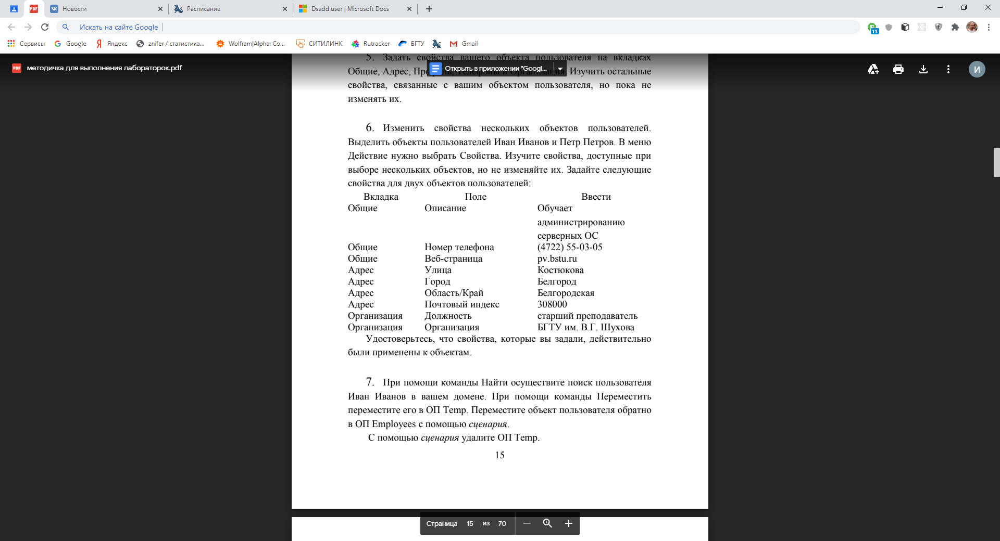 PDF
Новости
Расписание
Dsadd user | Microsoft Docs
Искать на сайте Google
11
Сервисы
Google
Яндекс
znifer / статистика...
Wolfram|Alpha: Co...
СИТИЛИНК
Rutracker
БГТУ
Gmail
PDF методичка для выполнения лабораторок.pdf
Открыть в приложении "Googl...
И
5. Задать свойства вашего объекта пользователя на вкладках
Общие, Адрес, Профиль, Телефоны и Организация. Изучить остальные
свойства, связанные с вашим объектом пользователя, но пока не
изменять их.
6. Изменить свойства нескольких объектов пользователей.
Выделить объекты пользователей Иван Иванов и Петр Петров. В меню
Действие нужно выбрать Свойства. Изучите свойства, доступные при
выборе нескольких объектов, но не изменяйте их. Задайте следующие
свойства для двух объектов пользователей:
Вкладка Поле Ввести
Общие Описание Обучает
администрированию
серверных ОС
Общие Номер телефона (4722) 55-03-05
Общие Веб-страница pv.bstu.ru
Адрес Улица Костюкова
Адрес Город Белгород
Адрес Область/Край Белгородская
Адрес Почтовый индекс 308000
Организация Должность старший преподаватель
Организация Организация БГТУ им. В.Г. Шухова
Удостоверьтесь, что свойства, которые вы задали, действительно
были применены к объектам.
7. При помощи команды Найти осуществите поиск пользователя
Иван Иванов в вашем домене. При помощи команды Переместить
переместите его в ОП Temp. Переместите объект пользователя обратно
в ОП Employees с помощью сценария.
С помощью сценария удалите ОП Temp.
15
Страница 15 из 70